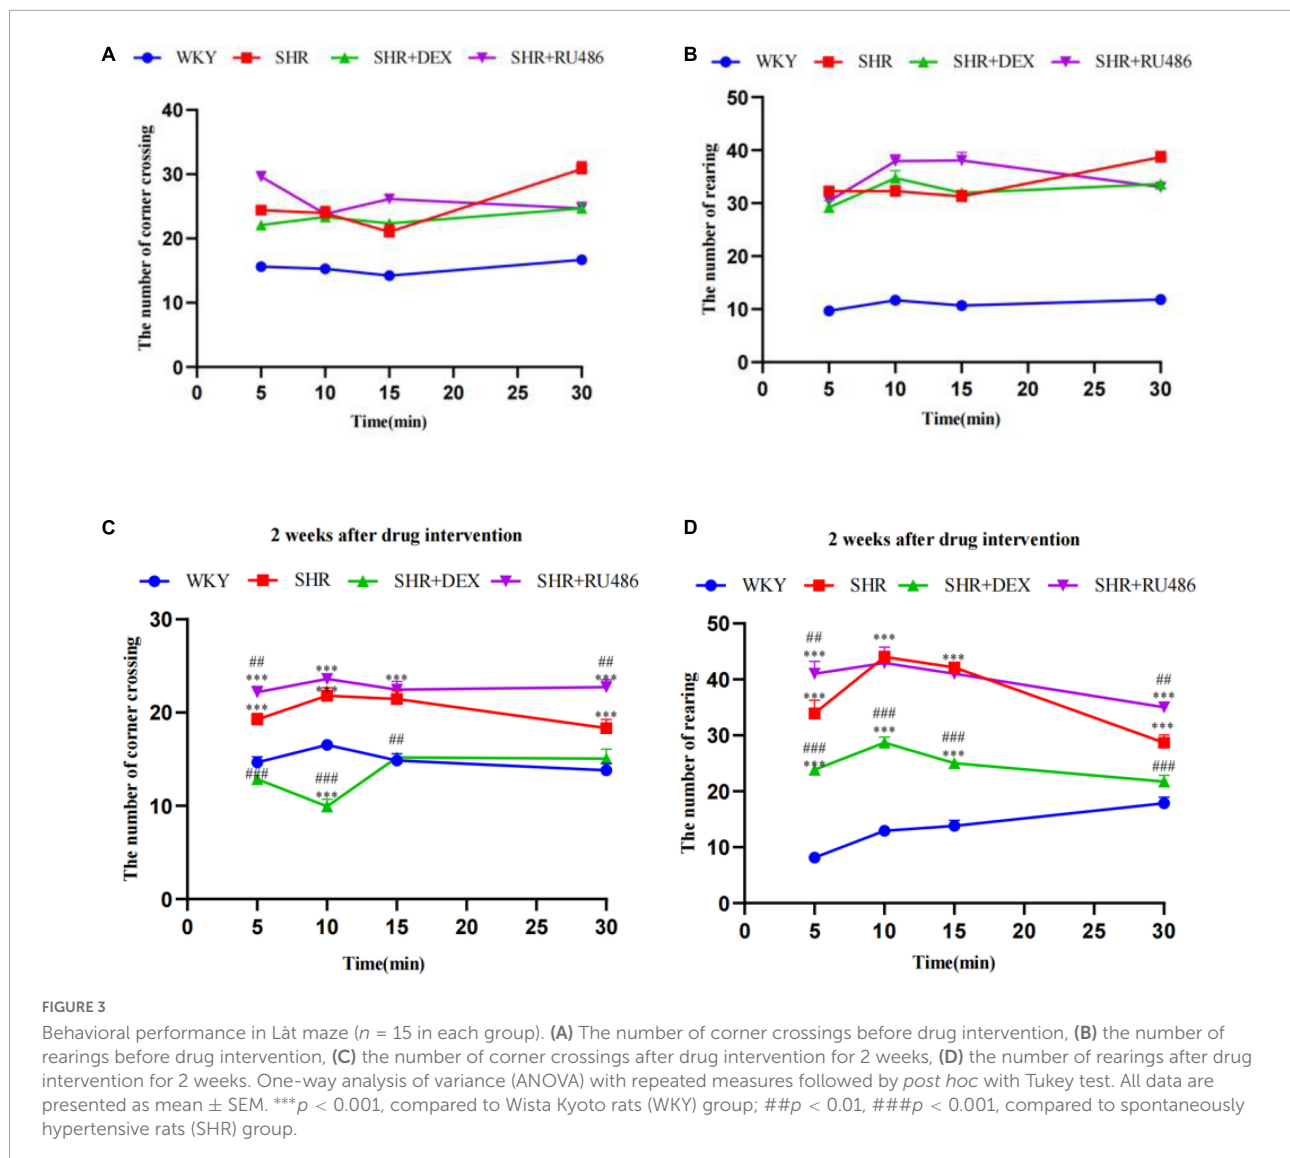 A WKY SHR SHR+DEX SHR+RU486
The number of corner crossing
40
30
20
10
0
0 5 10 15 20 25 30
Time(min)
B WKY SHR SHR+DEX SHR+RU486
The number of rearing
50
40
30
20
10
0
0 5 10 15 20 25 30
Time(min)
C
2 weeks after drug intervention
WKY SHR SHR+DEX SHR+RU486
The number of corner crossing
30
20
10
0
## ##
*** *** *** ***
*** *** ***
##
### ###
***
0 5 10 15 20 25 30
Time(min)
D
2 weeks after drug intervention
WKY SHR SHR+DEX SHR+RU486
The number of rearing
50
40
30
20
10
0
## *** ***
*** ##
*** *** ***
### ### ### ###
*** *** ***
0 5 10 15 20 25 30
Time(min)
FIGURE 3
Behavioral performance in Làt maze (n = 15 in each group). (A) The number of corner crossings before drug intervention, (B) the number of
rearings before drug intervention, (C) the number of corner crossings after drug intervention for 2 weeks, (D) the number of rearings after drug
intervention for 2 weeks. One-way analysis of variance (ANOVA) with repeated measures followed by post hoc with Tukey test. All data are
presented as mean ± SEM. ***p < 0.001, compared to Wista Kyoto rats (WKY) group; ##p < 0.01, ###p < 0.001, compared to spontaneously
hypertensive rats (SHR) group.